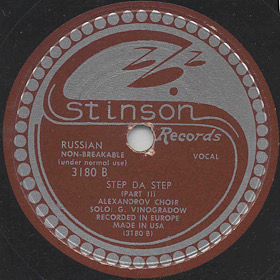 Stinson
Records
RUSSIAN
NON-BREAKABLE
(under normal use)
3180 B
VOCAL
STEP DA STEP
(PART II)
ALEXANDROV CHOIR
SOLO: G. VINOGRADOW
RECORDED IN EUROPE
MADE IN USA
(3180 B)